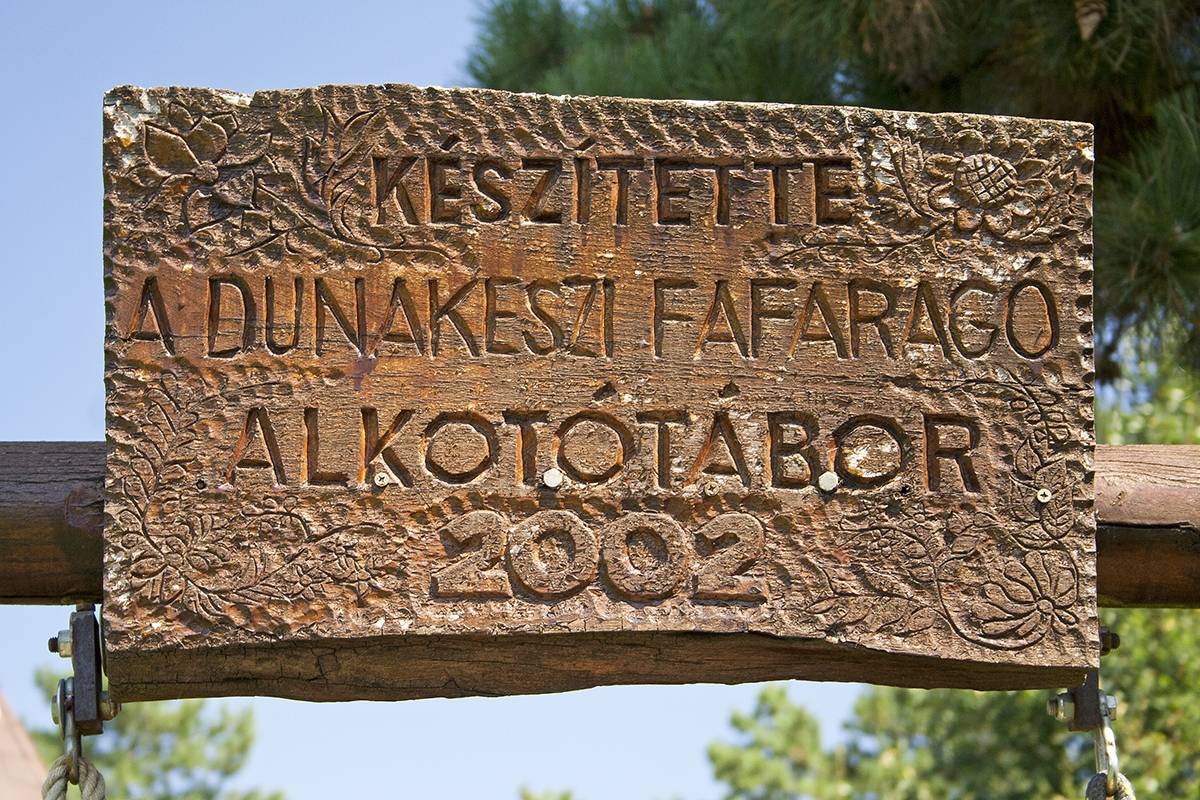 KÉSZÍTETTE
A DUNAKESZI FAFARAGÓ
ALKOTÓTÁBOR
2002